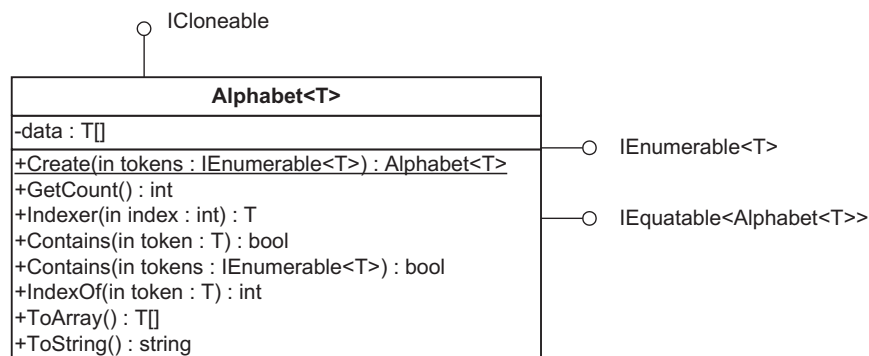 ICloneable
Alphabet<T>
-data : T[]
+Create(in tokens : IEnumerable<T>) : Alphabet<T>
+GetCount() : int
+Indexer(in index : int) : T
+Contains(in token : T) : bool
+Contains(in tokens : IEnumerable<T>) : bool
+IndexOf(in token : T) : int
+ToArray() : T[]
+ToString() : string
IEnumerable<T>
IEquatable<Alphabet<T>>